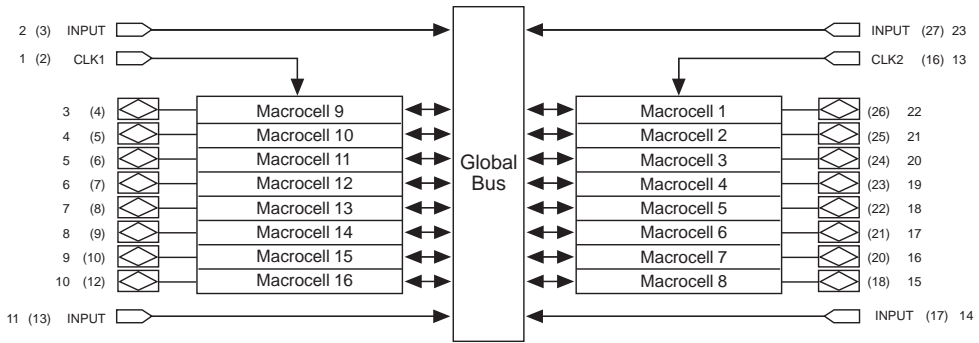 2 (3) INPUT
INPUT (27) 23
1 (2) CLK1
CLK2 (16) 13
3 (4) Macrocell 9
Macrocell 1 (26) 22
4 (5) Macrocell 10
Macrocell 2 (25) 21
5 (6) Macrocell 11
Macrocell 3 (24) 20
Global
Bus
6 (7) Macrocell 12
Macrocell 4 (23) 19
7 (8) Macrocell 13
Macrocell 5 (22) 18
8 (9) Macrocell 14
Macrocell 6 (21) 17
9 (10) Macrocell 15
Macrocell 7 (20) 16
10 (12) Macrocell 16
Macrocell 8 (18) 15
11 (13) INPUT
INPUT (17) 14